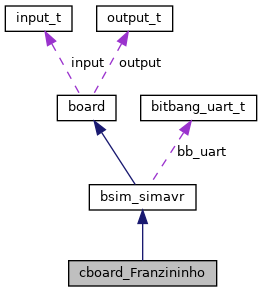 input_t output_t
input output
board bitbang_uart_t
bb_uart
bsim_simavr
cboard_Franzininho